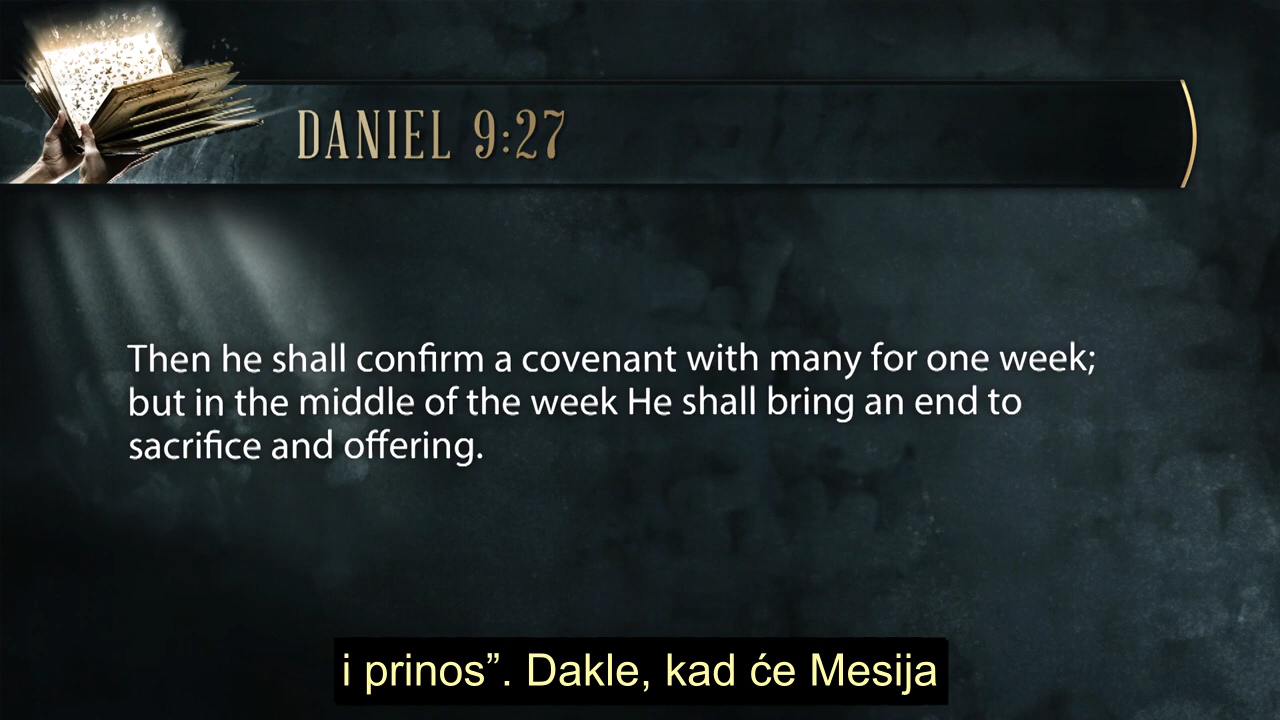 DANIEL 9:27
Then he shall confirm a covenant with many for one week;
but in the middle of the week He shall bring an end to
sacrifice and offering.
i prinos”. Dakle, kad će Mesija